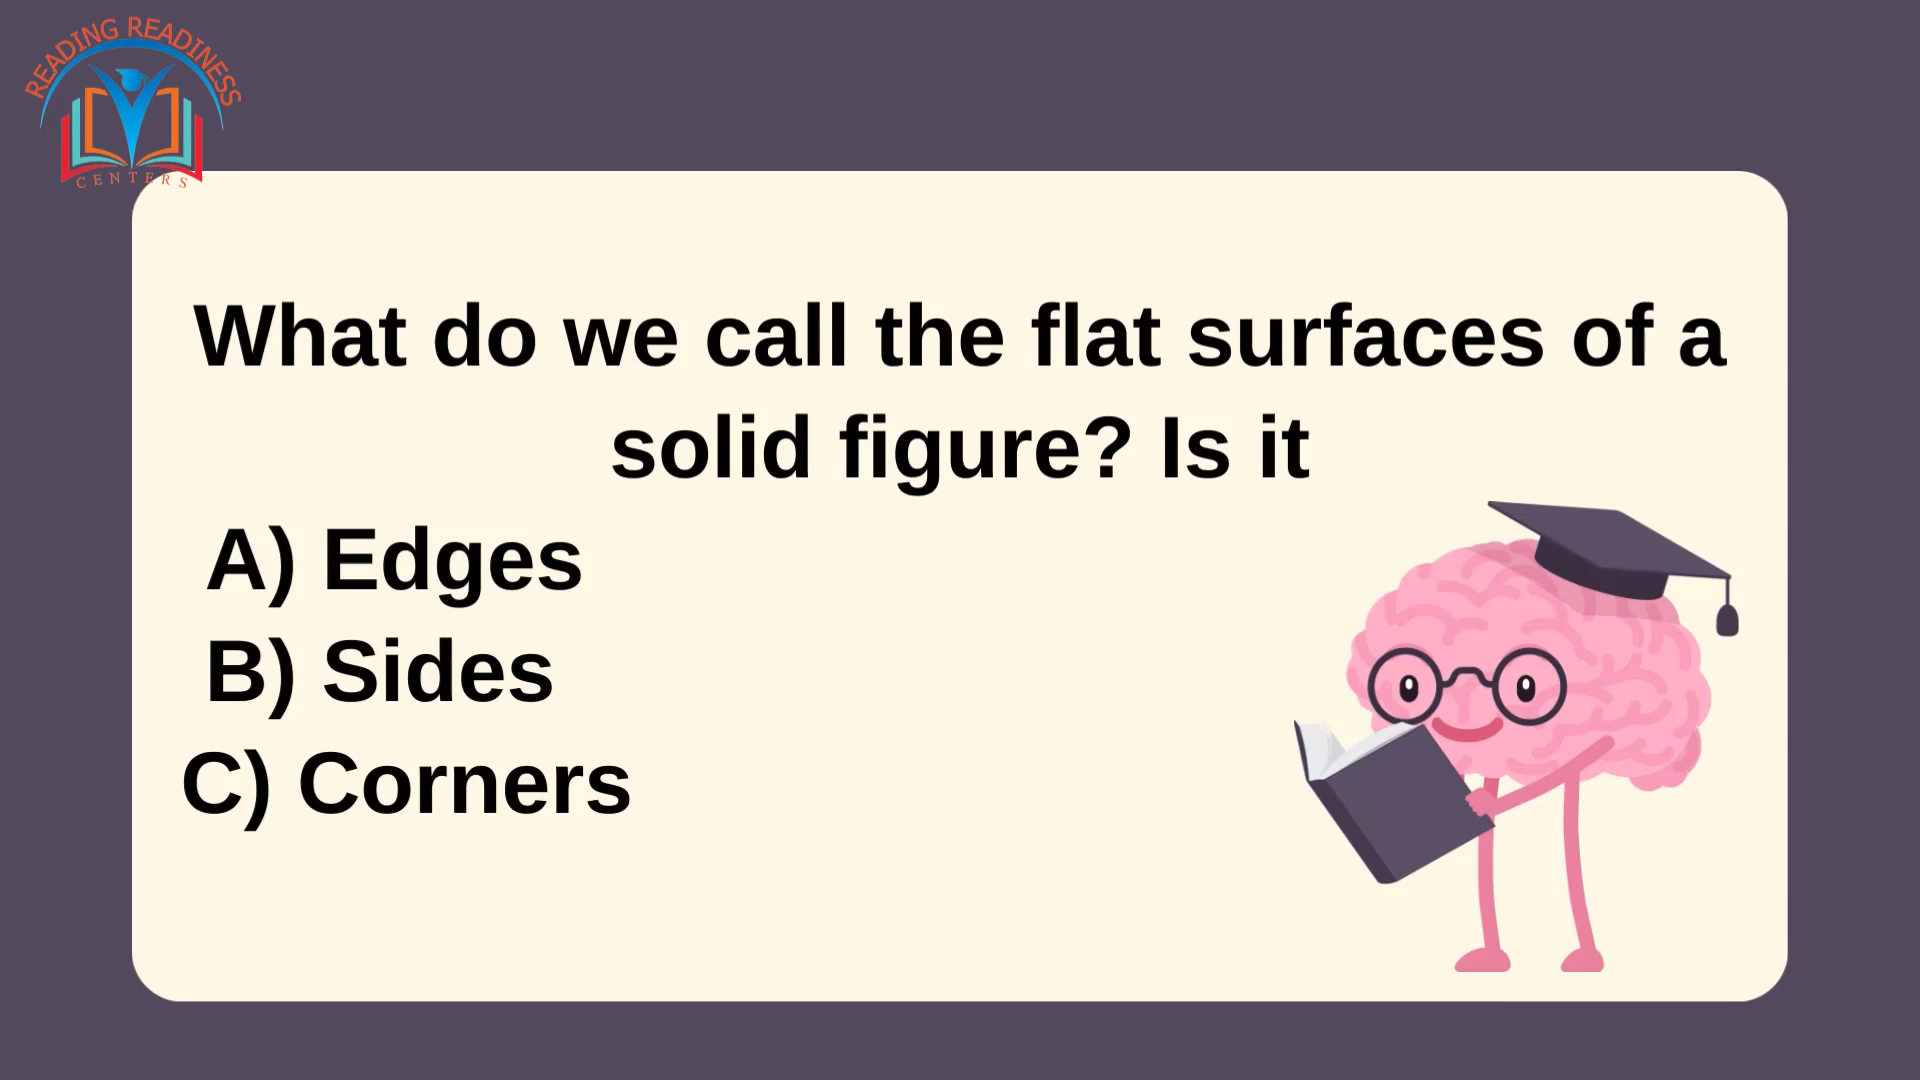 READING READINESS
CENTERS
What do we call the flat surfaces of a
solid figure? Is it
A) Edges
B) Sides
C) Corners